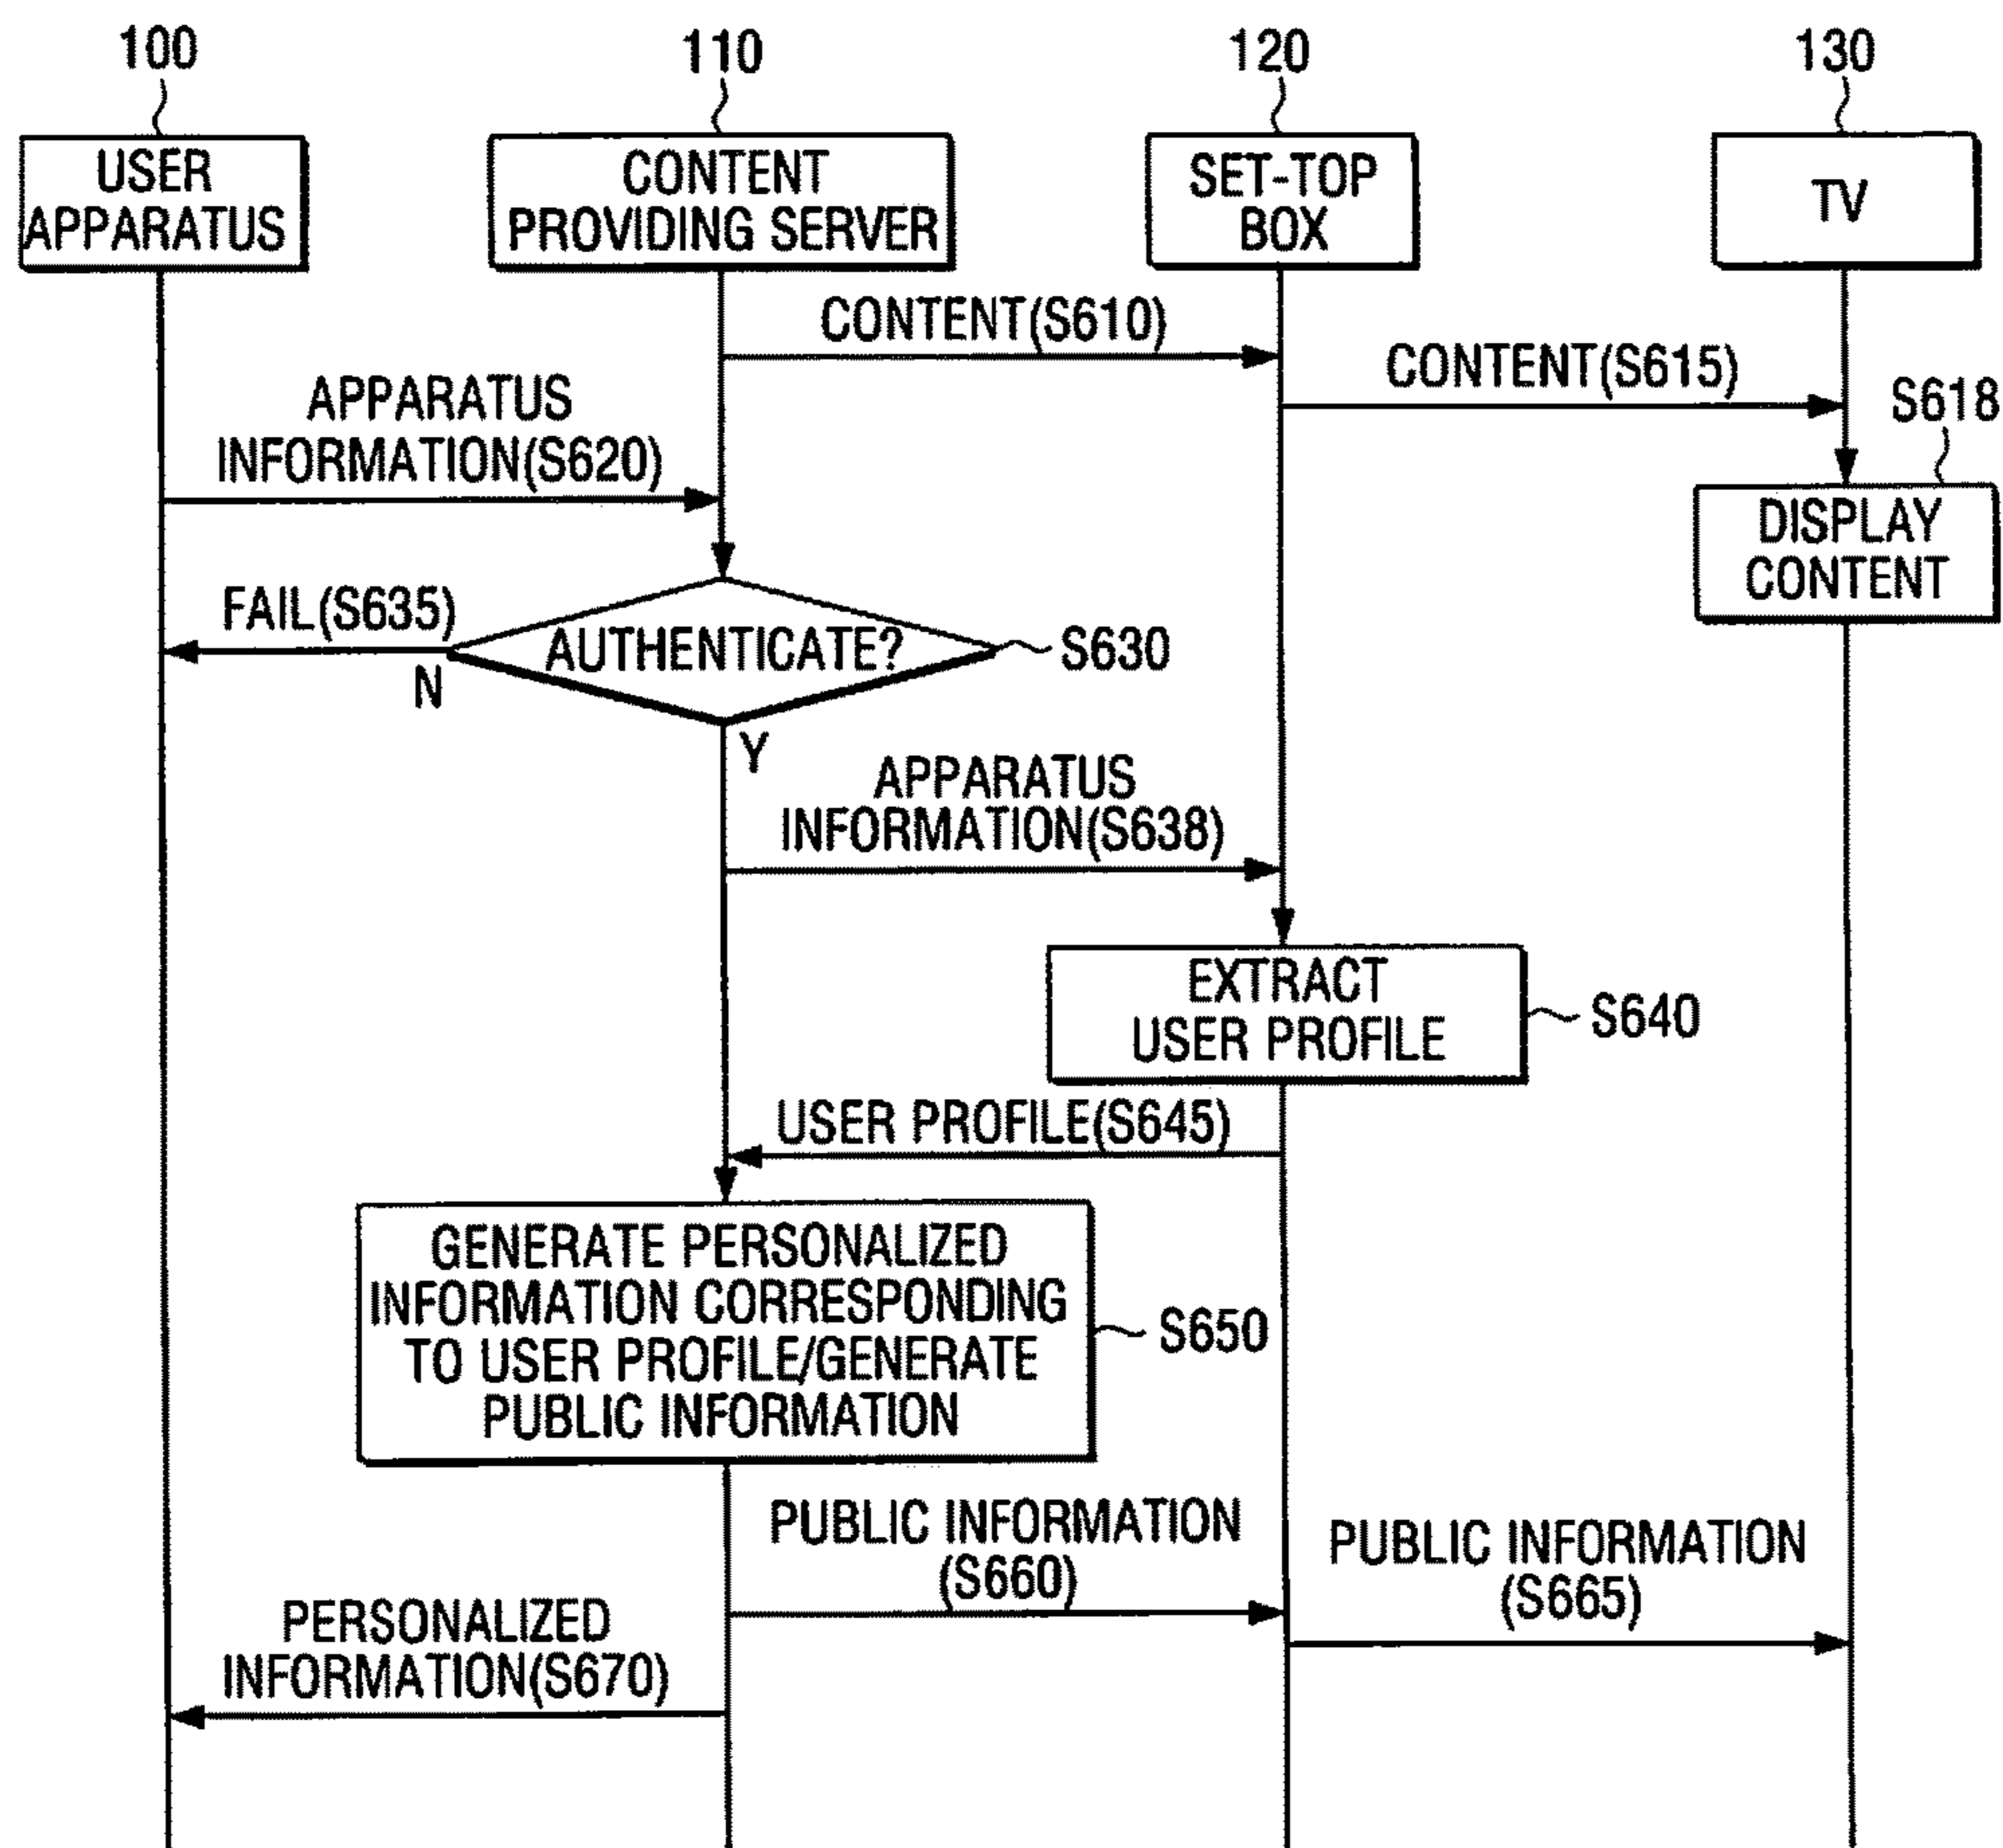 100
110
120
130
USER
APPARATUS
CONTENT
PROVIDING SERVER
SET-TOP
BOX
TV
CONTENT(S610)
CONTENT(S615)
S618
APPARATUS
INFORMATION(S620)
DISPLAY
CONTENT
FAIL(S635)
AUTHENTICATE?
S630
N
Y
APPARATUS
INFORMATION(S638)
EXTRACT
USER PROFILE
S640
USER PROFILE(S645)
GENERATE PERSONALIZED
INFORMATION CORRESPONDING
TO USER PROFILE/GENERATE
PUBLIC INFORMATION
S650
PUBLIC INFORMATION
(S660)
PUBLIC INFORMATION
(S665)
PERSONALIZED
INFORMATION(S670)